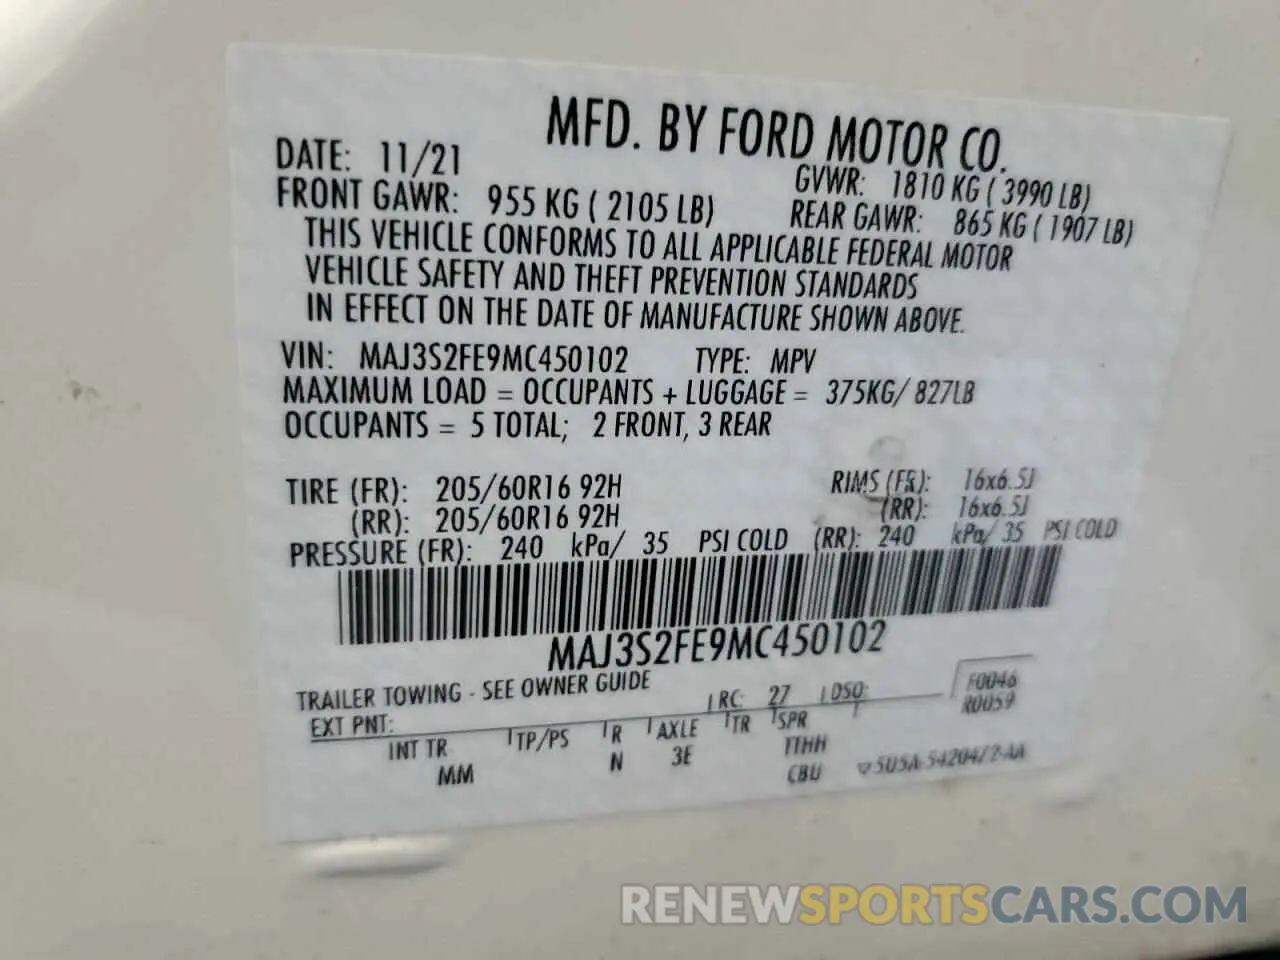 MFD. BY FORD MOTOR CO.
DATE: 11/21 GVWR: 1810 KG ( 3990 LB)
FRONT GAWR: 955 KG ( 2105 LB) REAR GAWR: 865 KG ( 1907 LB)
THIS VEHICLE CONFORMS TO ALL APPLICABLE FEDERAL MOTOR
VEHICLE SAFETY AND THEFT PREVENTION STANDARDS
IN EFFECT ON THE DATE OF MANUFACTURE SHOWN ABOVE.
VIN: MAJ3S2FE9MC450102 TYPE: MPV
MAXIMUM LOAD = OCCUPANTS + LUGGAGE = 375KG/ 827LB
OCCUPANTS = 5 TOTAL; 2 FRONT, 3 REAR
TIRE (FR): 205/60R16 92H RIMS (FR): 16x6.5J
(RR): 205/60R16 92H (RR): 16x6.5J
PRESSURE (FR): 240 kPa/ 35 PSI COLD (RR): 240 kPa/ 35 PSI COLD
MAJ3S2FE9MC450102
TRAILER TOWING - SEE OWNER GUIDE
EXT PNT: RC: 27 DSO: F0046
R0059
INT TR TP/PS R AXLE TR SPR
MM N 3E TTHH
CBU ▽5U5A-5420472-AA
RENEWSPORTSCARS.COM